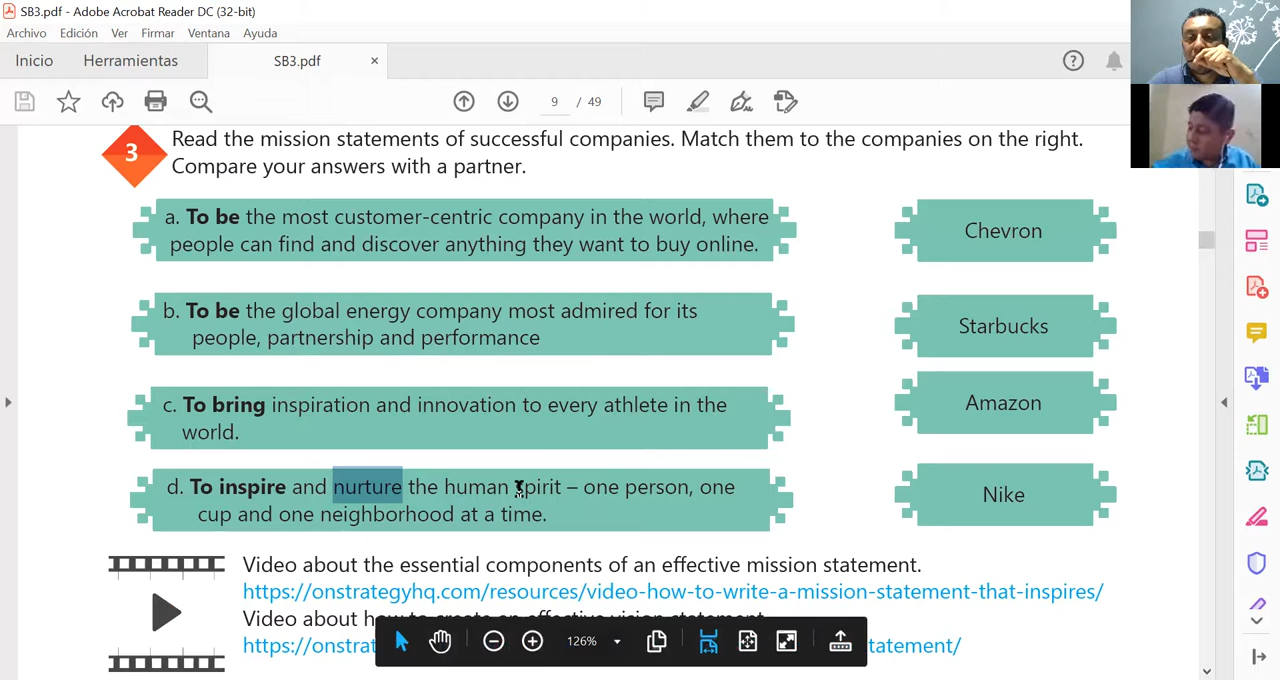 SB3.pdf - Adobe Acrobat Reader DC (32-bit)
Archivo Edición Ver Firmar Ventana Ayuda
Inicio Herramientas SB3.pdf ×
9 / 49
3 Read the mission statements of successful companies. Match them to the companies on the right.
Compare your answers with a partner.
a. To be the most customer-centric company in the world, where
people can find and discover anything they want to buy online.
Chevron
b. To be the global energy company most admired for its
people, partnership and performance
Starbucks
c. To bring inspiration and innovation to every athlete in the
world.
Amazon
d. To inspire and nurture the human spirit – one person, one
cup and one neighborhood at a time.
Nike
Video about the essential components of an effective mission statement.
https://onstrategyhq.com/resources/video-how-to-write-a-mission-statement-that-inspires/
Video about how to create an effective vision statement
https://onstrat tatement/
126%